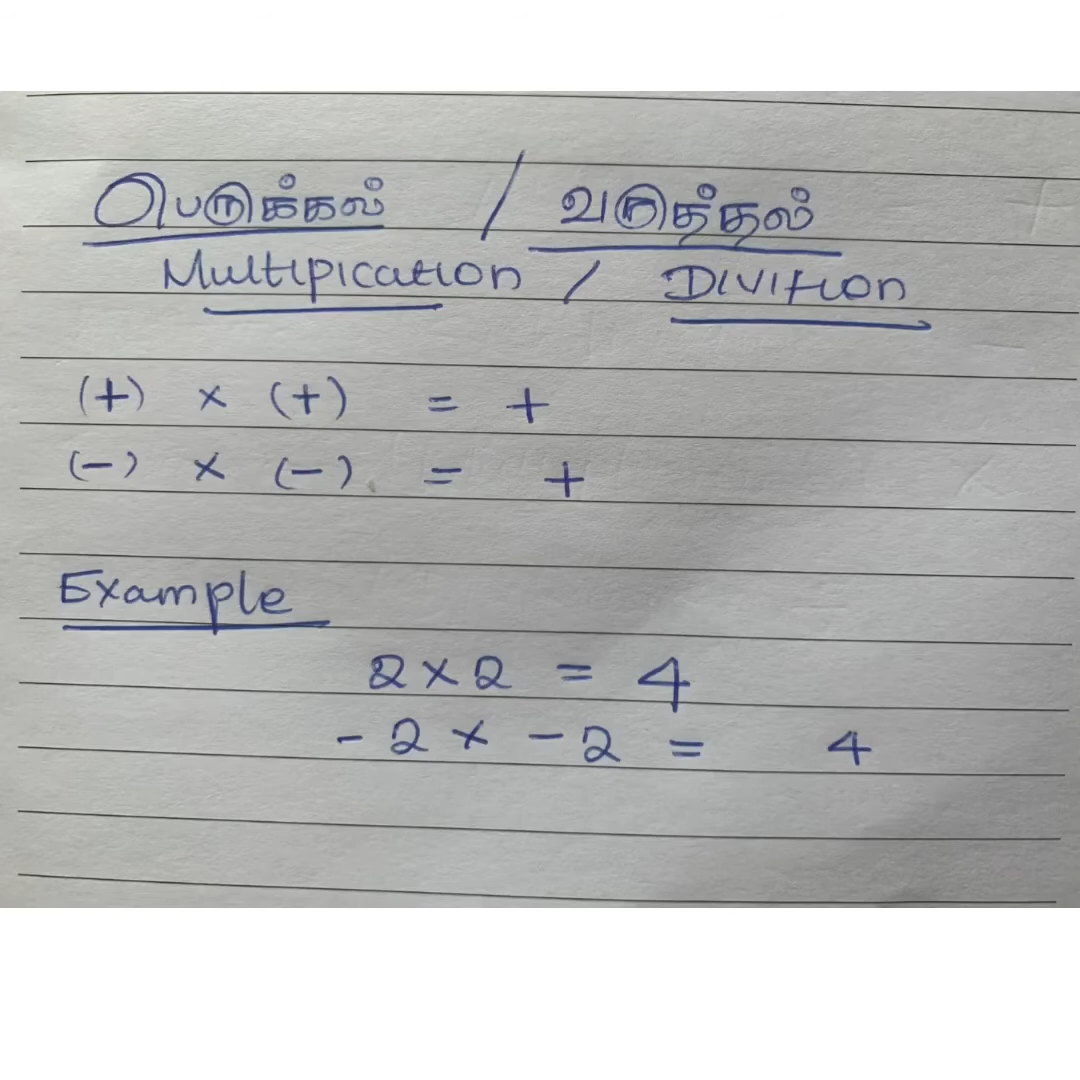 பெருக்கல் / வகுத்தல்
Multipication / Divition
(+) × (+) = +
(-) × (-) = +
Example
2 × 2 = 4
- 2 × - 2 = 4